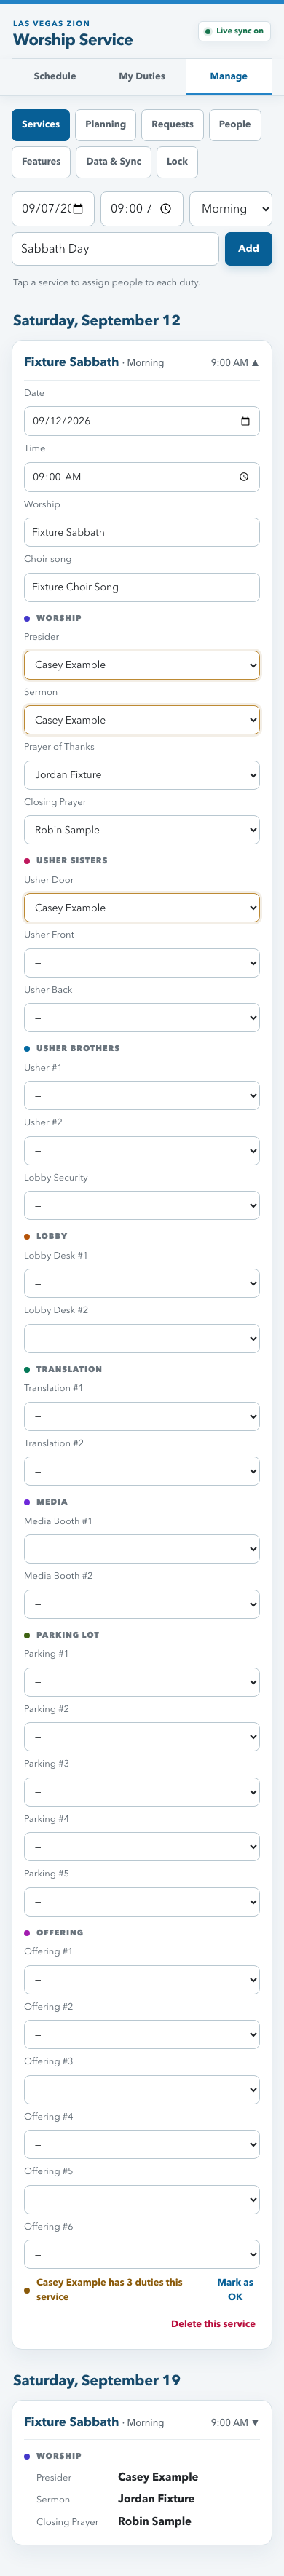 LAS VEGAS ZION
Worship Service
Live sync on
Schedule My Duties Manage
Services Planning Requests People
Features Data & Sync Lock
09/07/20 09:00 A Morning
Sabbath Day Add
Tap a service to assign people to each duty.
Saturday, September 12
Fixture Sabbath · Morning 9:00 AM ▲
Date
09/12/2026
Time
09:00 AM
Worship
Fixture Sabbath
Choir song
Fixture Choir Song
WORSHIP
Presider
Casey Example
Sermon
Casey Example
Prayer of Thanks
Jordan Fixture
Closing Prayer
Robin Sample
USHER SISTERS
Usher Door
Casey Example
Usher Front
—
Usher Back
—
USHER BROTHERS
Usher #1
—
Usher #2
—
Lobby Security
—
LOBBY
Lobby Desk #1
—
Lobby Desk #2
—
TRANSLATION
Translation #1
—
Translation #2
—
MEDIA
Media Booth #1
—
Media Booth #2
—
PARKING LOT
Parking #1
—
Parking #2
—
Parking #3
—
Parking #4
—
Parking #5
—
OFFERING
Offering #1
—
Offering #2
—
Offering #3
—
Offering #4
—
Offering #5
—
Offering #6
—
Casey Example has 3 duties this Mark as
service OK
Delete this service
Saturday, September 19
Fixture Sabbath · Morning 9:00 AM ▼
WORSHIP
Presider Casey Example
Sermon Jordan Fixture
Closing Prayer Robin Sample